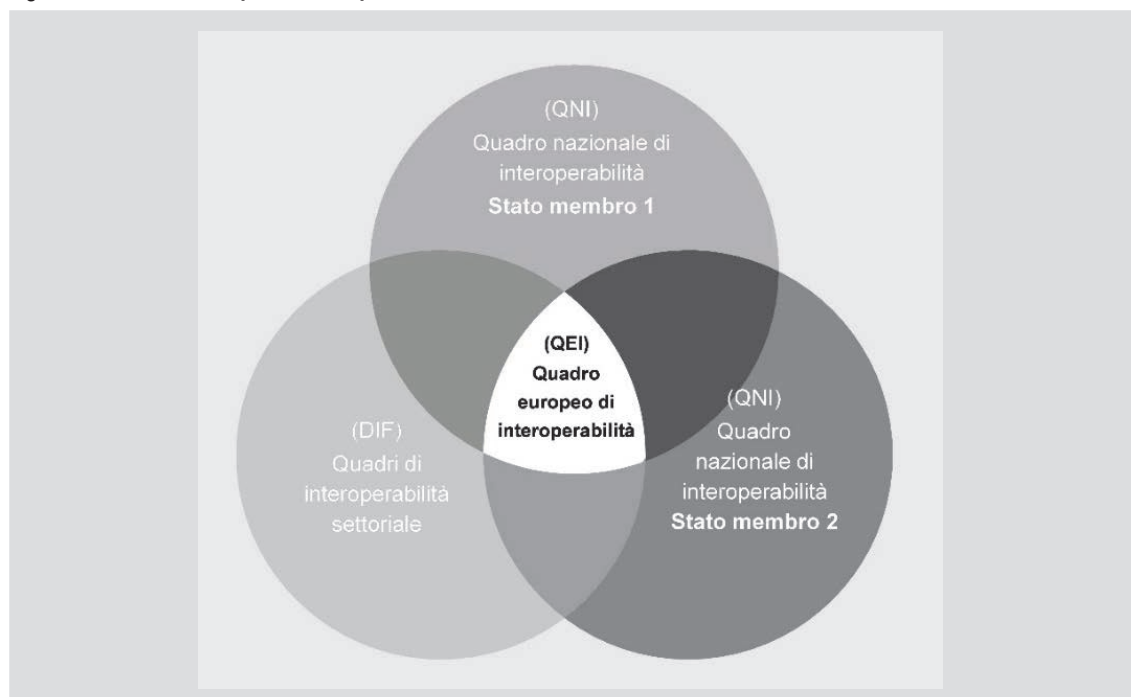 (QNI)
Quadro nazionale di
interoperabilità
Stato membro 1
(QEI)
Quadro
europeo di
interoperabilità
(DIF)
Quadri di
interoperabilità
settoriale
(QNI)
Quadro
nazionale di
interoperabilità
Stato membro 2